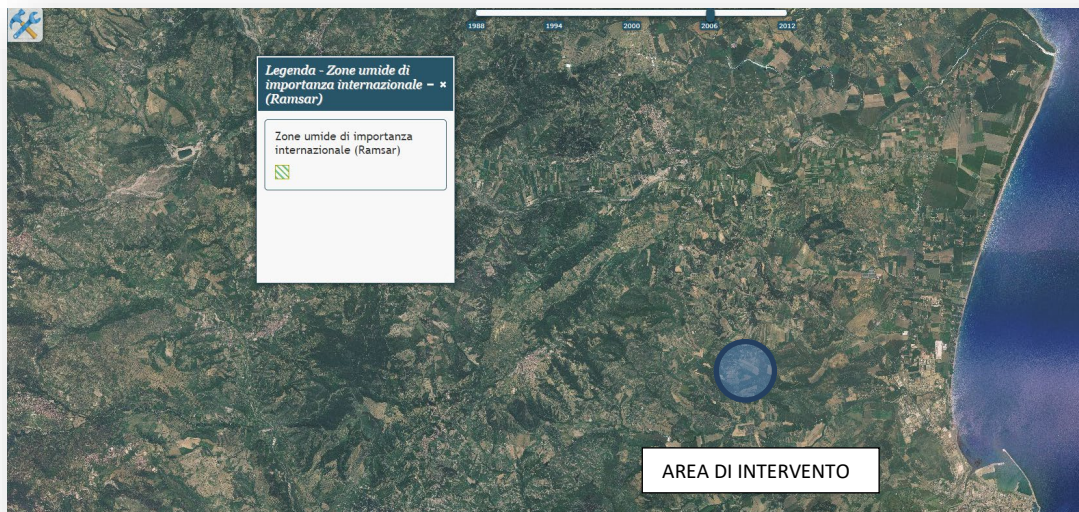 1988 1994 2000 2006 2012
Legenda - Zone umide di
importanza internazionale
(Ramsar)
Zone umide di importanza
internazionale (Ramsar)
AREA DI INTERVENTO